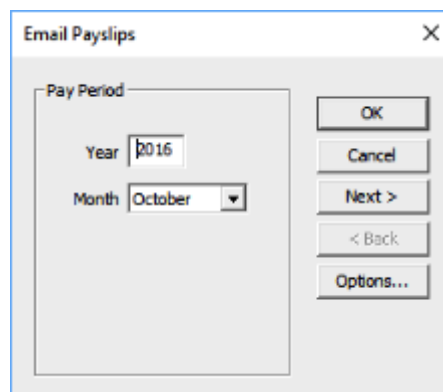 Email Payslips
Pay Period
Year 2016
Month October
OK
Cancel
Next >
< Back
Options...